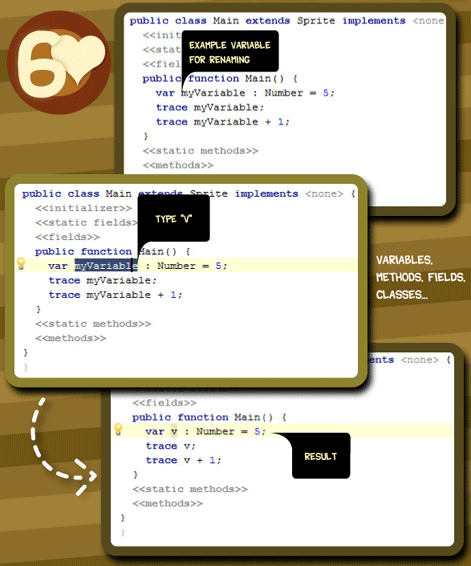 6
public class Main extends Sprite implements <none
<<init
<<stat
<<fiel
EXAMPLE VARIABLE
FOR RENAMING
public function Main() {
var myVariable : Number = 5;
trace myVariable;
trace myVariable + 1;
}
<<static methods>>
<<methods>>
public class Main extends Sprite implements <none> {
<<initializer>>
<<static fields>>
<<fields>>
TYPE "V"
public function Main() {
var myVariable : Number = 5;
trace myVariable;
trace myVariable + 1;
}
<<static methods>>
<<methods>>
}
}
VARIABLES,
METHODS, FIELDS,
CLASSES...
ents <none> {
<<fields>>
public function Main() {
var v : Number = 5;
trace v;
trace v + 1;
}
RESULT
<<static methods>>
<<methods>>
}
}